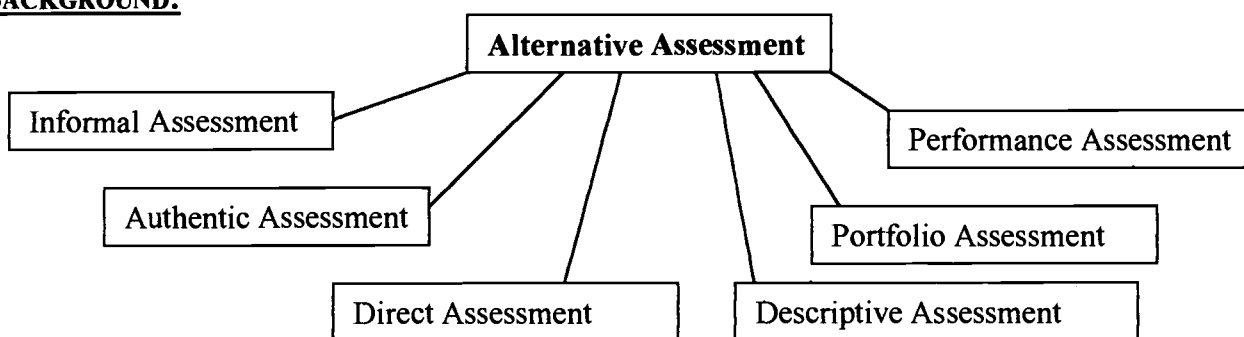 BACKGROUND:
Alternative Assessment
Informal Assessment
Performance Assessment
Authentic Assessment
Portfolio Assessment
Direct Assessment
Descriptive Assessment